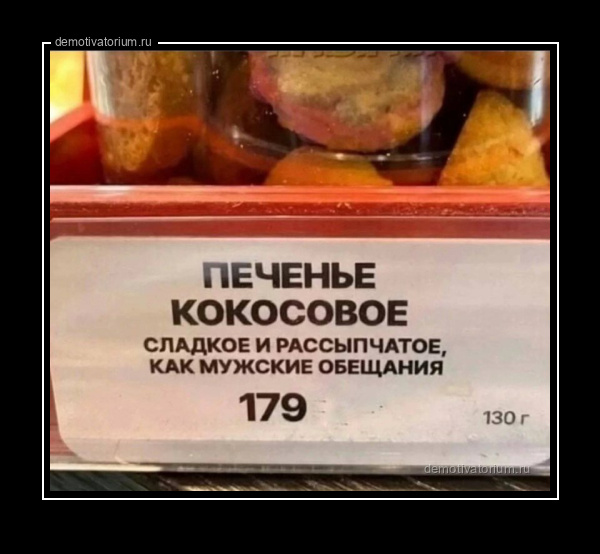 demotivatorium.ru
ПЕЧЕНЬЕ
КОКОСОВОЕ
СЛАДКОЕ И РАССЫПЧАТОЕ,
КАК МУЖСКИЕ ОБЕЩАНИЯ
179
130 г
demotivatorium.ru